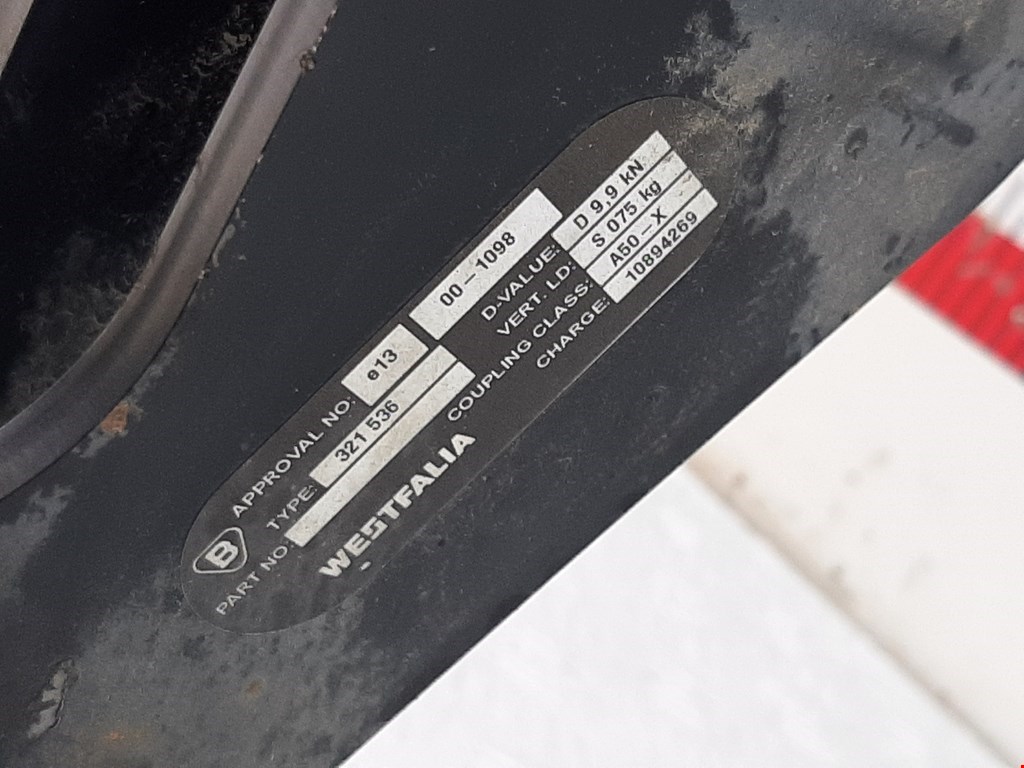 B
APPROVAL NO: e13 00-1098
TYPE: 321 536
PART NO:
WESTFALIA
D-VALUE: D 9,9 kN
VERT. LD: S 075 kg
COUPLING CLASS: A50-X
CHARGE: 10894269